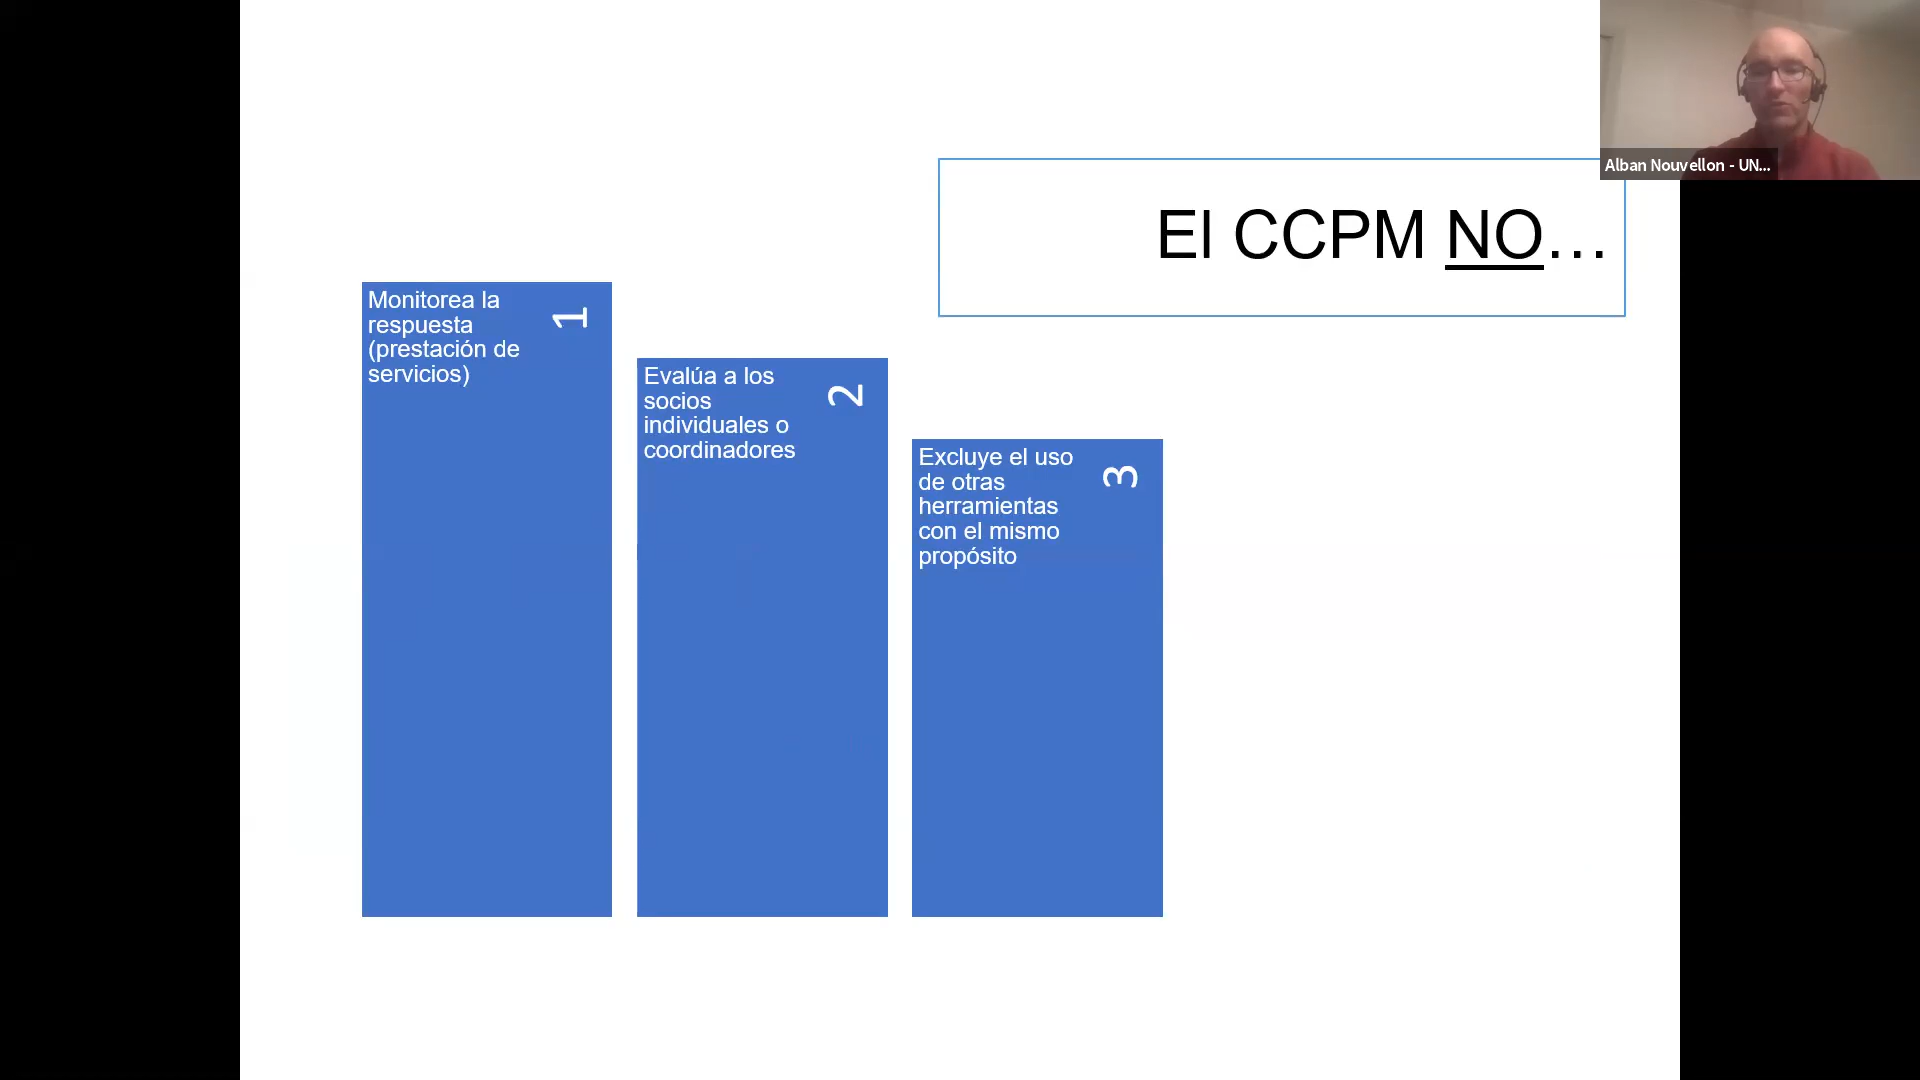 Alban Nouvellon - UN...
El CCPM NO...
Monitorea la
respuesta
(prestación de
servicios)
1
Evalúa a los
socios
individuales o
coordinadores
2
Excluye el uso
de otras
herramientas
con el mismo
propósito
3